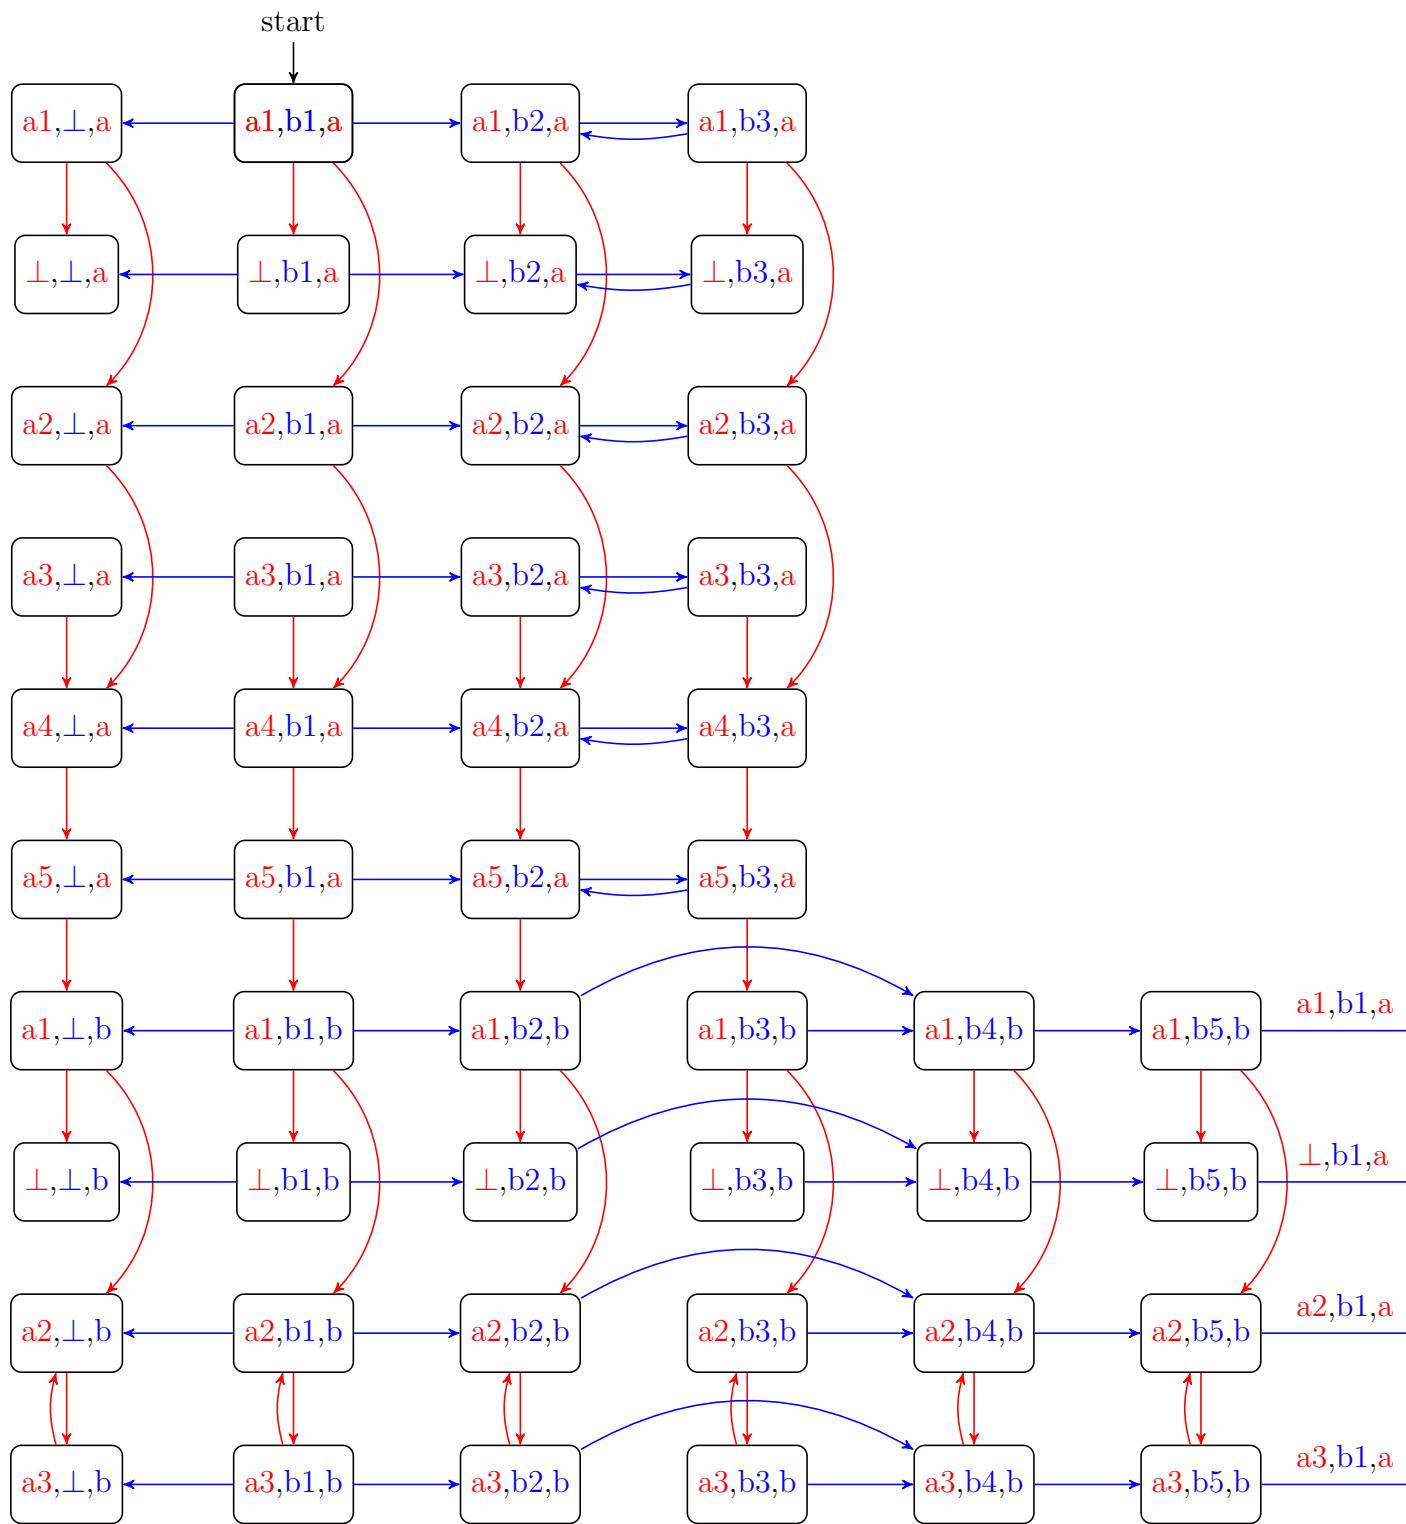 start
a1,⊥,a a1,b1,a a1,b2,a a1,b3,a
⊥,⊥,a ⊥,b1,a ⊥,b2,a ⊥,b3,a
a2,⊥,a a2,b1,a a2,b2,a a2,b3,a
a3,⊥,a a3,b1,a a3,b2,a a3,b3,a
a4,⊥,a a4,b1,a a4,b2,a a4,b3,a
a5,⊥,a a5,b1,a a5,b2,a a5,b3,a
a1,⊥,b a1,b1,b a1,b2,b a1,b3,b a1,b4,b a1,b5,b a1,b1,a
⊥,⊥,b ⊥,b1,b ⊥,b2,b ⊥,b3,b ⊥,b4,b ⊥,b5,b ⊥,b1,a
a2,⊥,b a2,b1,b a2,b2,b a2,b3,b a2,b4,b a2,b5,b a2,b1,a
a3,⊥,b a3,b1,b a3,b2,b a3,b3,b a3,b4,b a3,b5,b a3,b1,a